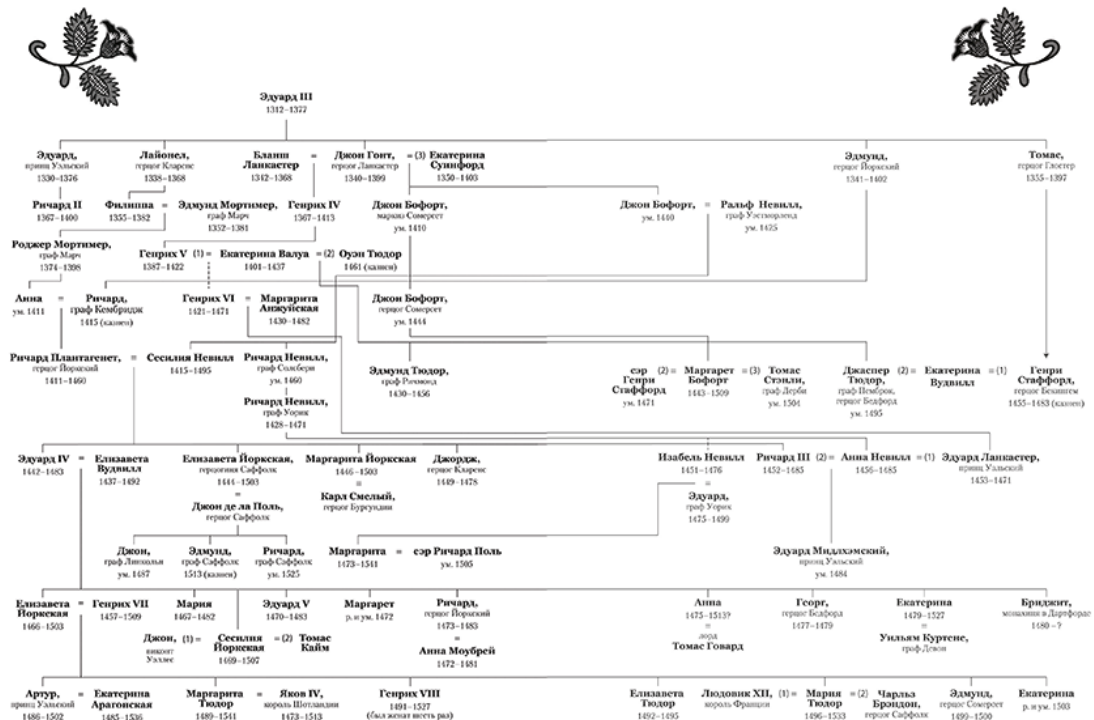 Эдуард III
1312–1377
Эдуард,
принц Уэльский
1330–1376
Лайонел,
герцог Кларенс
1338–1368
Бланш
Ланкастер
1342–1368
=
Джон Гонт,
герцог Ланкастер
1340–1399
= (3)
Екатерина
Суинфорд
1350–1403
Эдмунд,
герцог Йоркский
1341–1402
Томас,
герцог Глостер
1355–1397
Ричард II
1367–1400
Филиппа
1355–1382
=
Эдмунд Мортимер,
граф Марч
1352–1381
Генрих IV
1367–1413
Джон Бофорт,
маркиз Сомерсет
ум. 1410
Джон Бофорт,
ум. 1440
=
Ральф Невилл,
граф Уэстморленд
ум. 1425
Роджер Мортимер,
граф Марч
1374–1398
Генрих V
1387–1422
(1) =
Екатерина Валуа
1401–1437
= (2)
Оуэн Тюдор
1461 (казнен)
Анна
ум. 1411
=
Ричард,
граф Кембридж
1415 (казнен)
Генрих VI
1421–1471
=
Маргарита
Анжуйская
1430–1482
Джон Бофорт,
герцог Сомерсет
ум. 1444
Ричард Плантагенет,
герцог Йоркский
1411–1460
=
Сесилия Невилл
1415–1495
Ричард Невилл,
граф Солсбери
ум. 1460
Ричард Невилл,
граф Уорик
1428–1471
Эдмунд Тюдор,
граф Ричмонд
1430–1456
сэр
Генри
Стаффорд
ум. 1471
(2) =
Маргарет
Бофорт
1443–1509
= (3)
Томас
Стэнли,
граф Дерби
ум. 1504
Джаспер
Тюдор,
граф Пемброк,
герцог Бедфорд
ум. 1495
(2) =
Екатерина
Вудвилл
= (1)
Генри
Стаффорд,
герцог Бекингем
1455–1483 (казнен)
Эдуард IV
1442–1483
=
Елизавета
Вудвилл
1437–1492
Елизавета Йоркская,
герцогиня Саффолк
1444–1503
=
Джон де ла Поль,
герцог Саффолк
Маргарита Йоркская
1446–1503
=
Карл Смелый,
герцог Бургундии
Джордж,
герцог Кларенс
1449–1478
Изабель Невилл
1451–1476
=
Эдуард,
граф Уорик
1475–1499
Ричард III
1452–1485
(2) =
Анна Невилл
1456–1485
= (1)
Эдуард Ланкастер,
принц Уэльский
1453–1471
Джон,
граф Линкольн
ум. 1487
Эдмунд,
граф Саффолк
1513 (казнен)
Ричард,
граф Саффолк
ум. 1525
Маргарита
1473–1541
=
сэр Ричард Поль
ум. 1505
Эдуард Мидлхэмский,
принц Уэльский
ум. 1484
Елизавета
Йоркская
1466–1503
=
Генрих VII
1457–1509
Мария
1467–1482
Эдуард V
1470–1483
Маргарет
р. и ум. 1472
Ричард,
герцог Йоркский
1473–1483
=
Анна Моубрей
1472–1481
Анна
1475–1513?
=
лорд
Томас Говард
Георг,
герцог Бедфорд
1477–1479
Екатерина
1479–1527
=
Уильям Куртене,
граф Девон
Бриджит,
монахиня в Дартфорде
1480 –?
Джон,
виконт
Уэллес
(1) =
Сесилия
Йоркская
1469–1507
= (2)
Томас
Кайм
Артур,
принц Уэльский
1486–1502
=
Екатерина
Арагонская
1485–1536
Маргарита
Тюдор
1489–1541
=
Яков IV,
король Шотландии
1473–1513
Генрих VIII
1491–1527
(был женат шесть раз)
Елизавета
Тюдор
1492–1495
Людовик XII,
король Франции
(1) =
Мария
Тюдор
1496–1533
= (2)
Чарльз
Брэндон,
герцог Саффолк
Эдмунд,
герцог Сомерсет
1499–1500
Екатерина
р. и ум. 1503